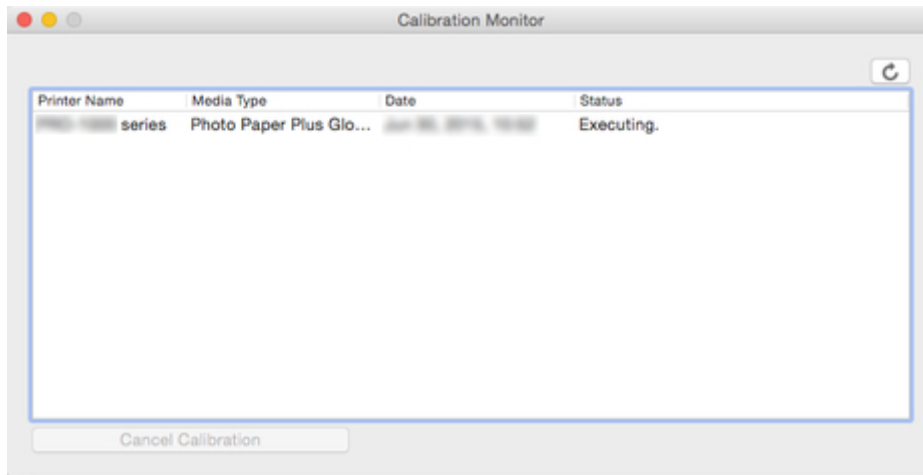 Calibration Monitor
Printer Name Media Type Date Status
series Photo Paper Plus Glo... Executing.
Cancel Calibration